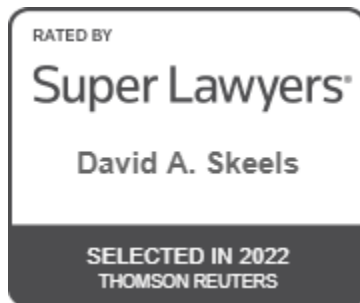 RATED BY
Super Lawyers®
David A. Skeels
SELECTED IN 2022
THOMSON REUTERS